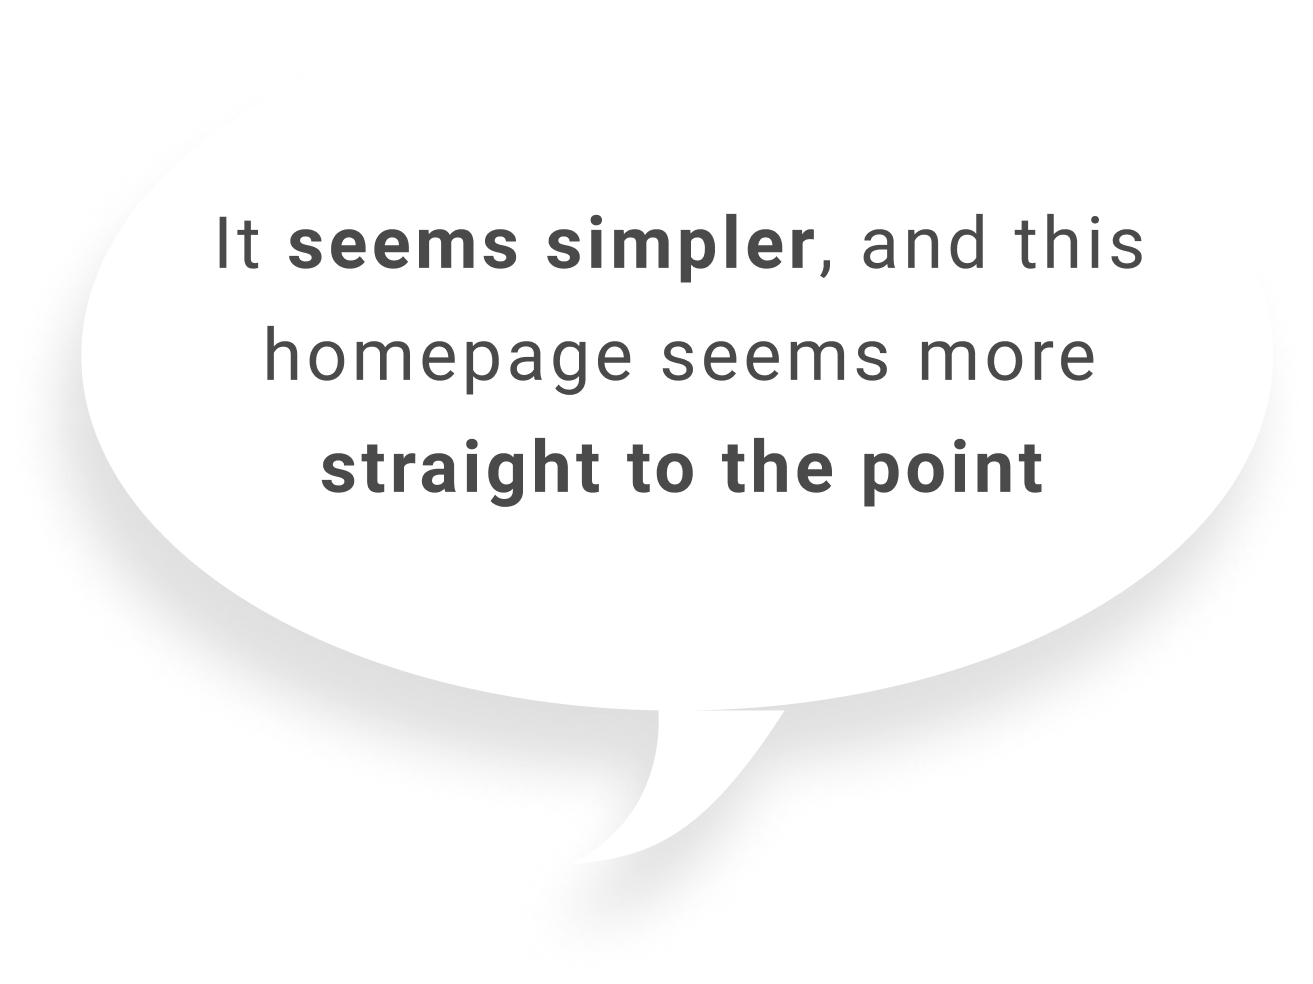 It seems simpler, and this
homepage seems more
straight to the point